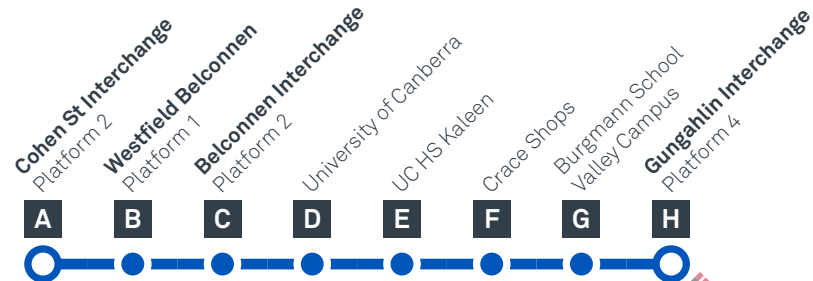 Cohen St Interchange
Platform 2
Westfield Belconnen
Platform 1
Belconnen Interchange
Platform 2
University of Canberra
UC HS Kaleen
Crace Shops
Burgmann School
Valley Campus
Gungahlin Interchange
Platform 4
A B C D E F G H